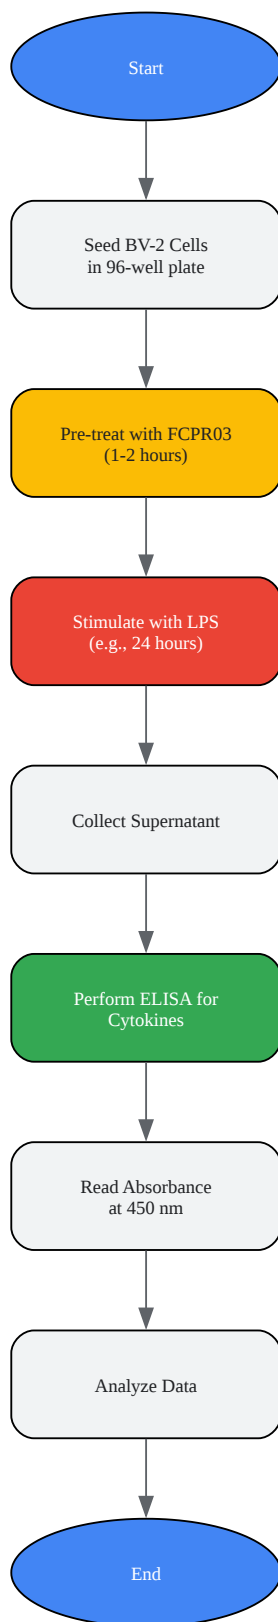 Start
Seed BV-2 Cells
in 96-well plate
Pre-treat with FCPR03
(1-2 hours)
Stimulate with LPS
(e.g., 24 hours)
Collect Supernatant
Perform ELISA for
Cytokines
Read Absorbance
at 450 nm
Analyze Data
End